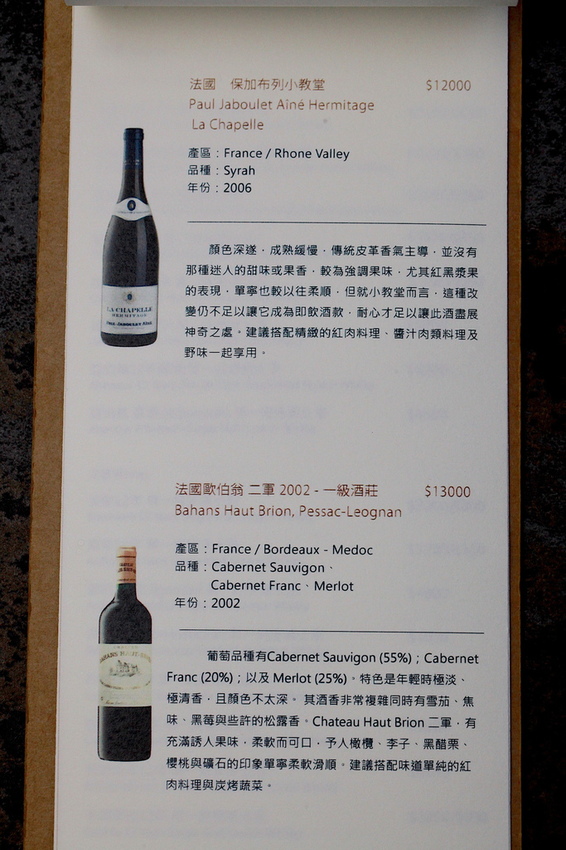 法國　保加布列小教堂 $12000
Paul Jaboulet Aîné Hermitage
La Chapelle
產區：France / Rhone Valley
品種：Syrah
年份：2006
顏色深遂，成熟緩慢，傳統皮革香氣主導，並沒有
那種迷人的甜味或果香，較為強調果味，尤其紅黑漿果
的表現，單寧也較以往柔順，但就小教堂而言，這種改
變仍不足以讓它成為即飲酒款，耐心才足以讓此酒盡展
神奇之處。建議搭配精緻的紅肉料理、醬汁肉類料理及
野味一起享用。
LA CHAPELLE
HERMITAGE
PAUL JABOULET AÎNÉ
法國歐伯翁 二軍 2002 - 一級酒莊 $13000
Bahans Haut Brion, Pessac-Leognan
產區：France / Bordeaux - Medoc
品種：Cabernet Sauvignon、
Cabernet Franc、Merlot
年份：2002
葡萄品種有Cabernet Sauvignon (55%)；Cabernet
Franc (20%)；以及 Merlot (25%)。特色是年輕時極淡、
極清香，且顏色不太深。 其酒香非常複雜同時有雪茄、焦
味、黑莓與些許的松露香。Chateau Haut Brion 二軍，有
充滿誘人果味，柔軟而可口，予人橄欖、李子、黑醋栗、
櫻桃與礦石的印象單寧柔軟滑順。建議搭配味道單純的紅
肉料理與炭烤蔬菜。
BAHANS HAUT-BRION